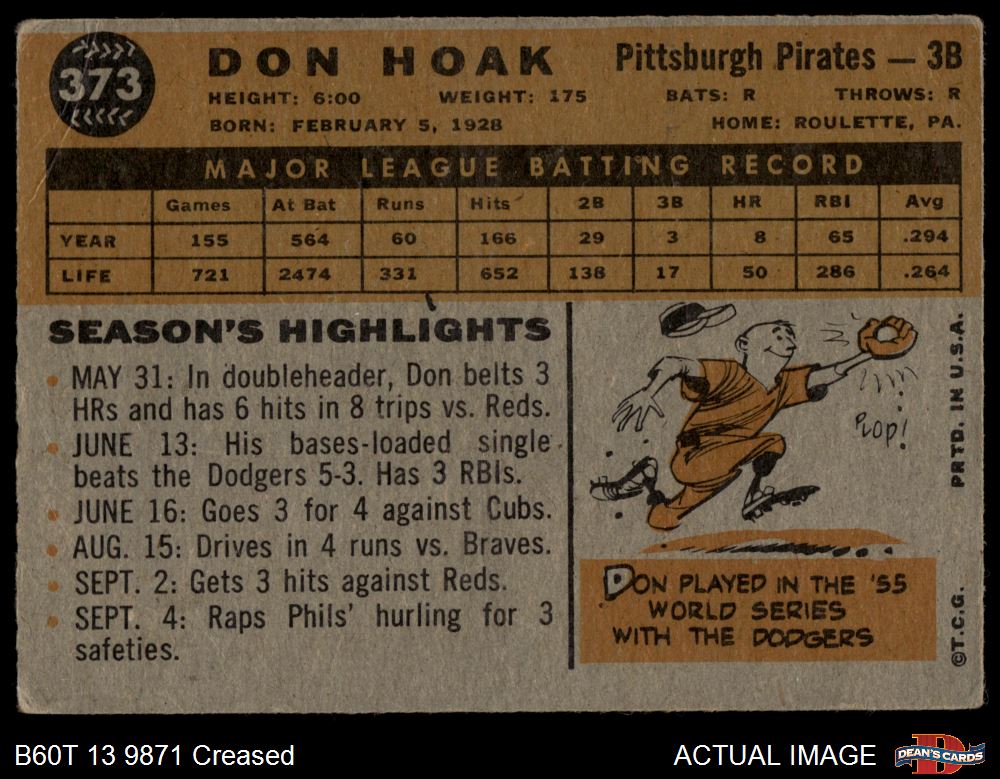 373
DON HOAK
Pittsburgh Pirates — 3B
HEIGHT: 6:00 WEIGHT: 175 BATS: R THROWS: R
BORN: FEBRUARY 5, 1928 HOME: ROULETTE, PA.
MAJOR LEAGUE BATTING RECORD
Games At Bat Runs Hits 2B 3B HR RBI Avg
YEAR 155 564 60 166 29 3 8 65 .294
LIFE 721 2474 331 652 138 17 50 286 .264
SEASON'S HIGHLIGHTS
• MAY 31: In doubleheader, Don belts 3
HRs and has 6 hits in 8 trips vs. Reds.
• JUNE 13: His bases-loaded single
beats the Dodgers 5-3. Has 3 RBIs.
• JUNE 16: Goes 3 for 4 against Cubs.
• AUG. 15: Drives in 4 runs vs. Braves.
• SEPT. 2: Gets 3 hits against Reds.
• SEPT. 4: Raps Phils' hurling for 3
safeties.
PLOP!
DON PLAYED IN THE '55
WORLD SERIES
WITH THE DODGERS
©T.C.G. PRTD. IN U.S.A.
B60T 13 9871 Creased
ACTUAL IMAGE
DEAN'S CARDS